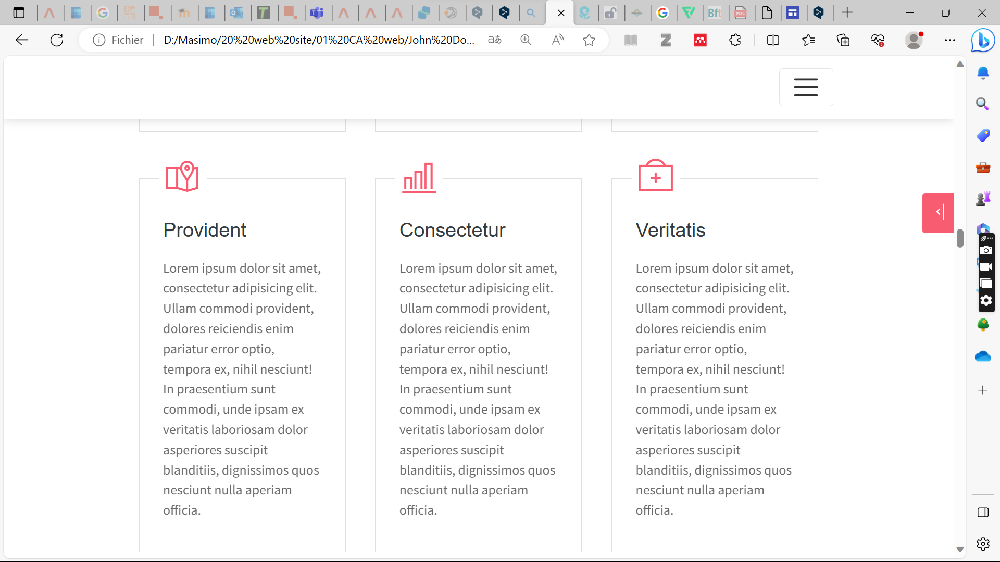 Fichier
D:/Masimo/20%20web%20site/01%20CA%20web/John%20Do...
Provident
Lorem ipsum dolor sit amet,
consectetur adipisicing elit.
Ullam commodi provident,
dolores reiciendis enim
pariatur error optio,
tempora ex, nihil nesciunt!
In praesentium sunt
commodi, unde ipsam ex
veritatis laboriosam dolor
asperiores suscipit
blanditiis, dignissimos quos
nesciunt nulla aperiam
officia.
Consectetur
Lorem ipsum dolor sit amet,
consectetur adipisicing elit.
Ullam commodi provident,
dolores reiciendis enim
pariatur error optio,
tempora ex, nihil nesciunt!
In praesentium sunt
commodi, unde ipsam ex
veritatis laboriosam dolor
asperiores suscipit
blanditiis, dignissimos quos
nesciunt nulla aperiam
officia.
Veritatis
Lorem ipsum dolor sit amet,
consectetur adipisicing elit.
Ullam commodi provident,
dolores reiciendis enim
pariatur error optio,
tempora ex, nihil nesciunt!
In praesentium sunt
commodi, unde ipsam ex
veritatis laboriosam dolor
asperiores suscipit
blanditiis, dignissimos quos
nesciunt nulla aperiam
officia.